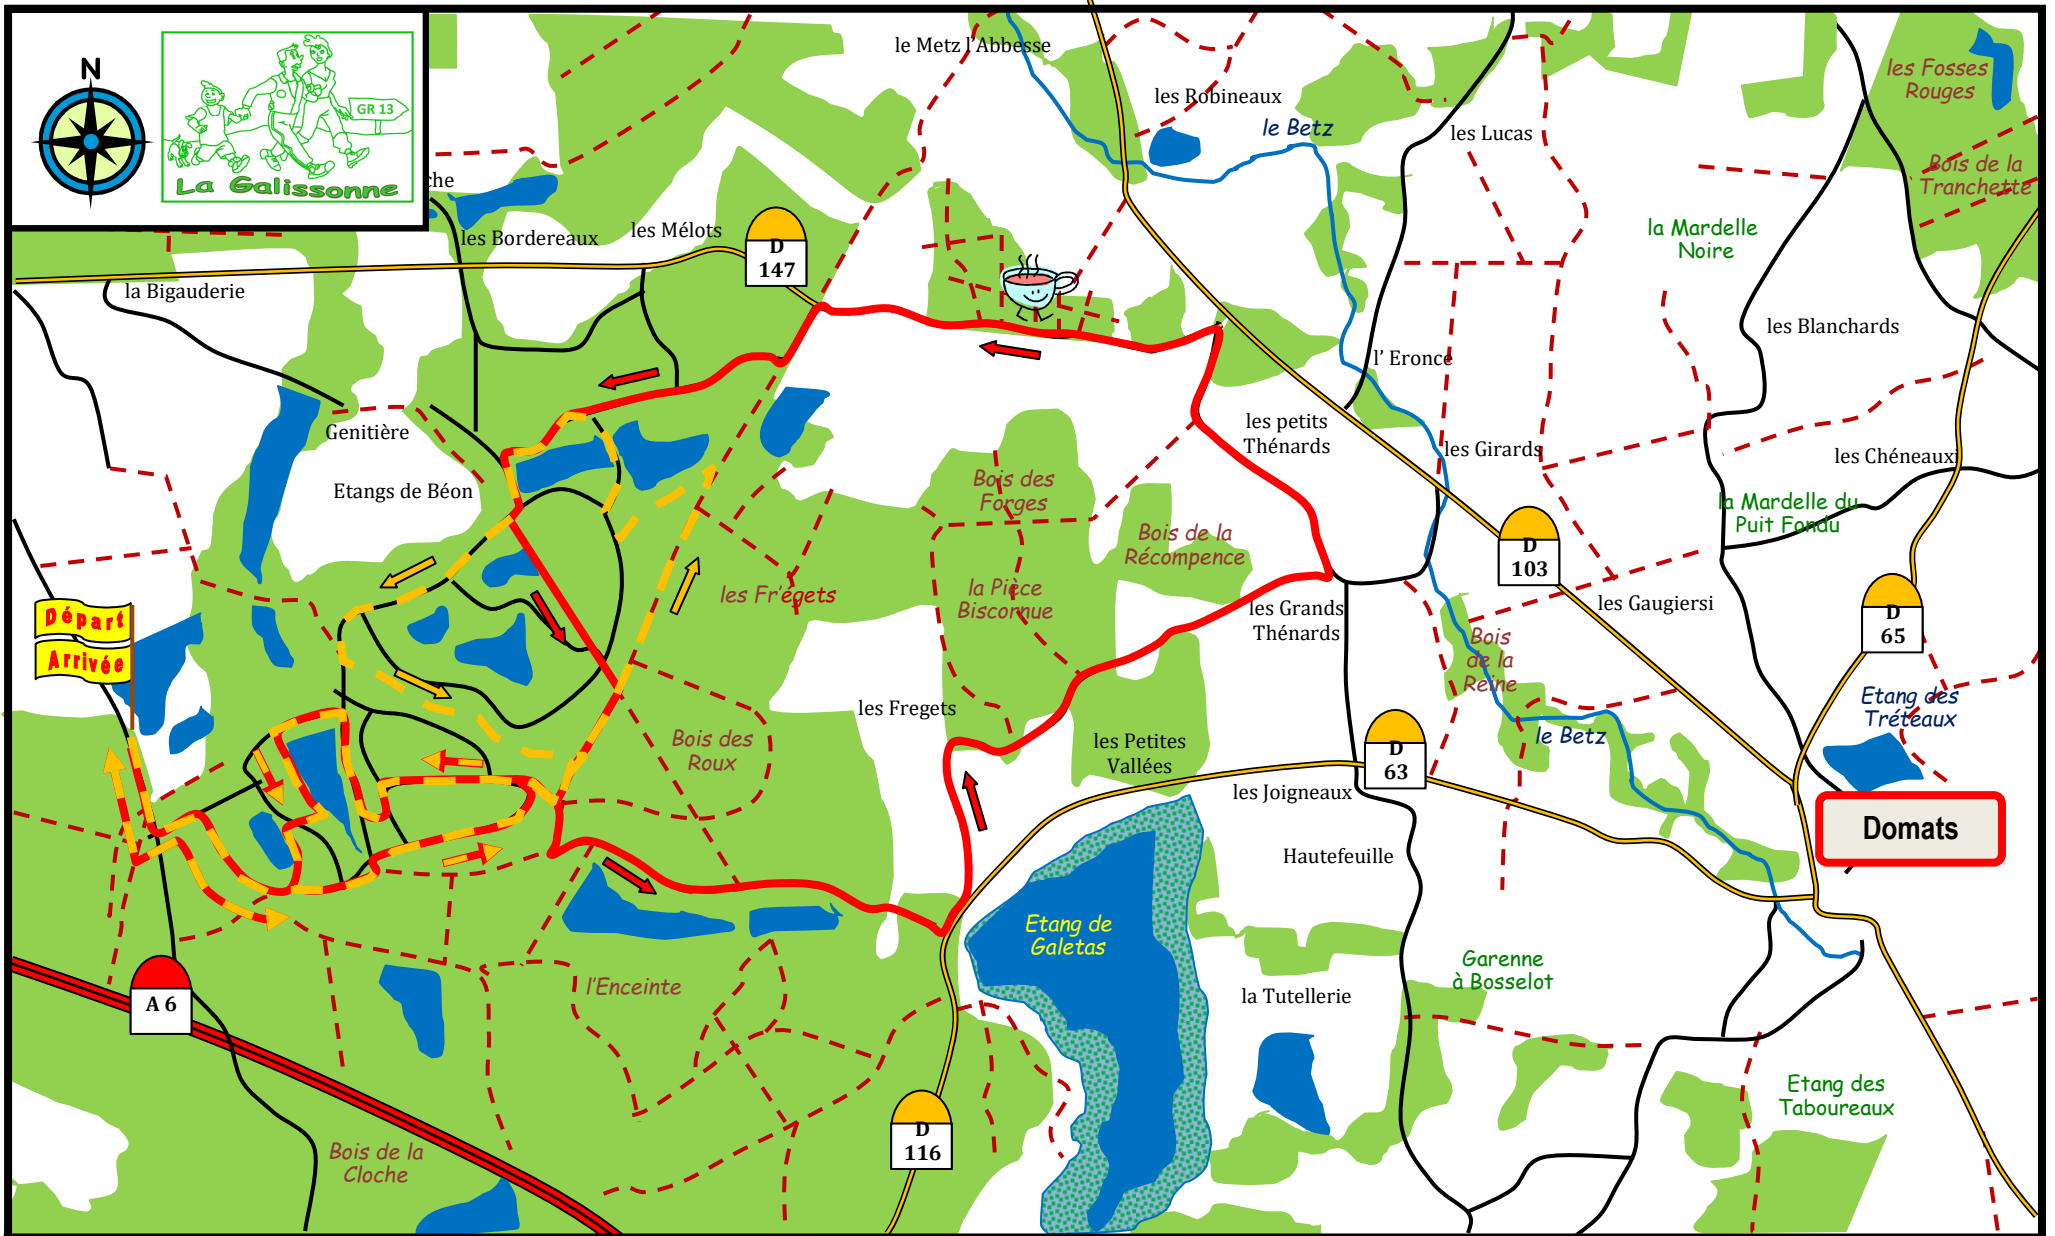 N
GR 13
La Galissonne
che
les Bordereaux
les Mélots
D
147
la Bigauderie
le Metz l'Abbesse
les Robineaux
le Betz
les Lucas
les Fosses
Rouges
Bois de la
Tranchette
la Mardelle
Noire
les Blanchards
l' Eronce
les petits
Thénards
les Girards
les Chéneauxi
la Mardelle du
Puit Fondu
Genitière
Etangs de Béon
Bois des
Forges
Bois de la
Récompence
la Pièce
Biscornue
les Fr'égets
D
103
les Gaugiersi
D
65
Départ
Arrivée
les Grands
Thénards
Bois
de la
Reine
Etang des
Tréteaux
le Betz
les Fregets
Bois des
Roux
les Petites
Vallées
D
63
les Joigneaux
Domats
Hautefeuille
Etang de
Galetas
Garenne
à Bosselot
la Tutellerie
l'Enceinte
A 6
D
116
Etang des
Taboureaux
Bois de la
Cloche